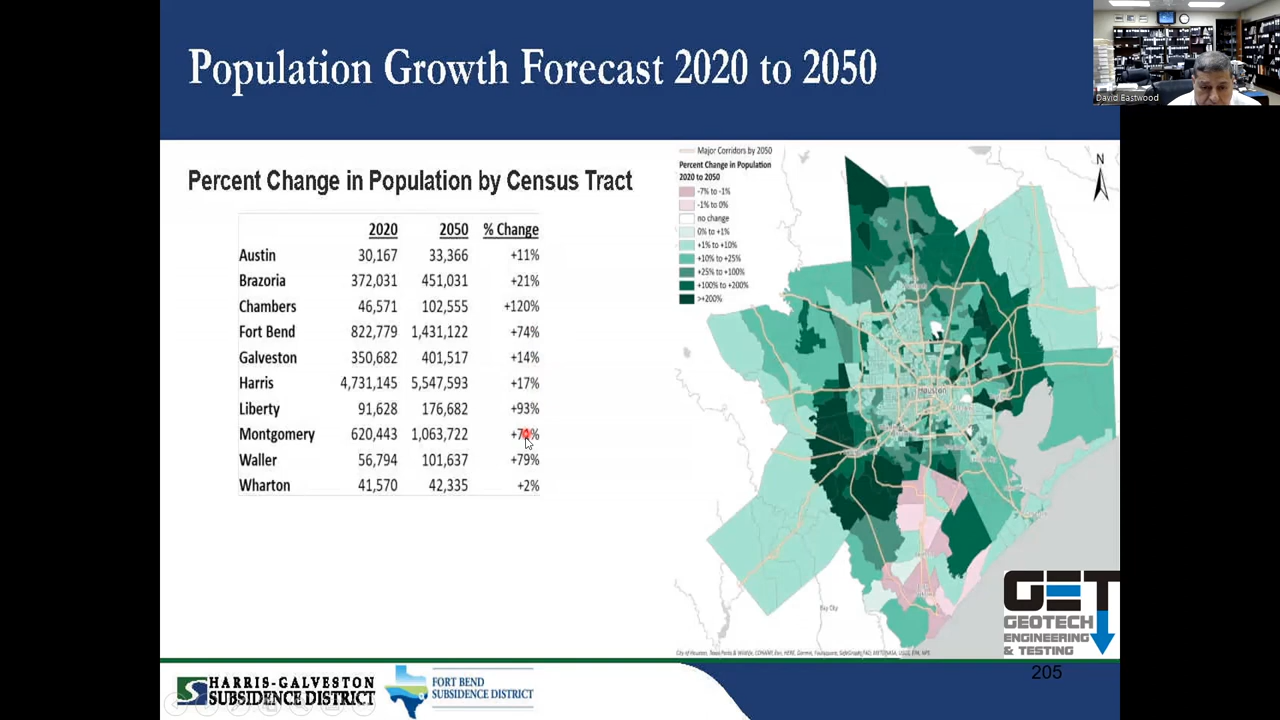 Population Growth Forecast 2020 to 2050
David Eastwood
Percent Change in Population by Census Tract
2020 2050 % Change
Austin 30,167 33,366 +11%
Brazoria 372,031 451,031 +21%
Chambers 46,571 102,555 +120%
Fort Bend 822,779 1,431,122 +74%
Galveston 350,682 401,517 +14%
Harris 4,731,145 5,547,593 +17%
Liberty 91,628 176,682 +93%
Montgomery 620,443 1,063,722
Waller 56,794 101,637 +79%
Wharton 41,570 42,335 +2%
Major Corridors by 2050
Percent Change in Population
2020 to 2050
-7% to -1%
-1% to 0%
no change
0% to +1%
+1% to +10%
+10% to +25%
+25% to +100%
+100% to +200%
>+200%
N
Houston
Bay City
GET
GEOTECH
ENGINEERING
& TESTING
205
HARRIS-GALVESTON
SUBSIDENCE DISTRICT
FORT BEND
SUBSIDENCE DISTRICT